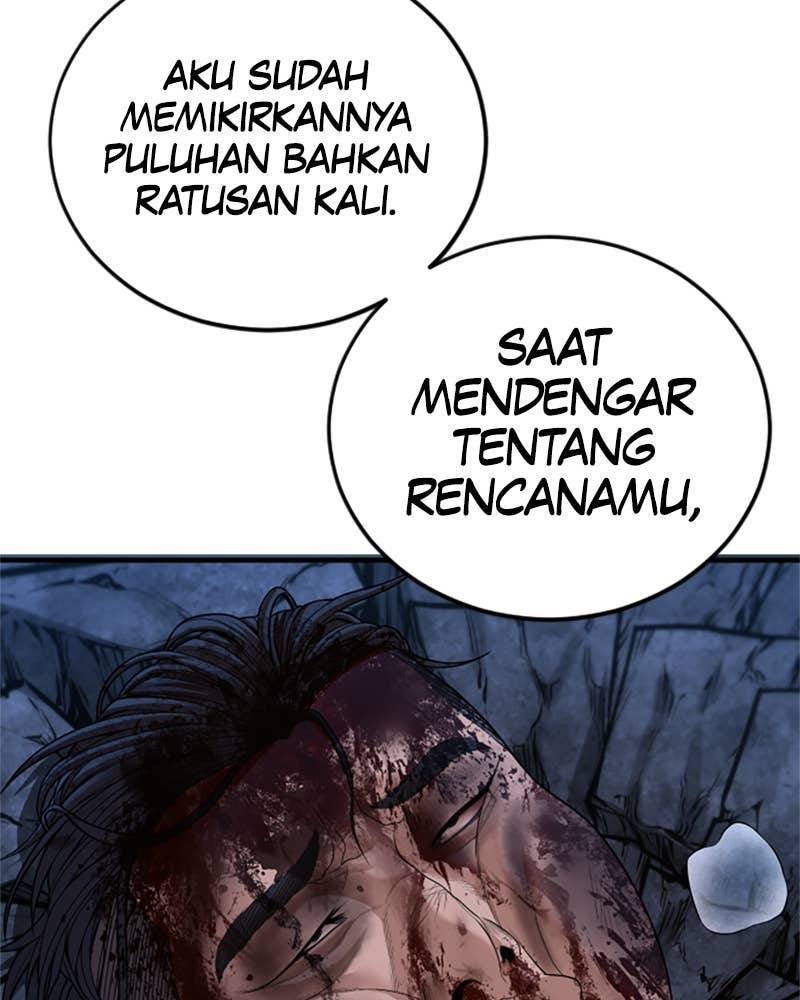 AKU SUDAH
MEMIKIRKANNYA
PULUHAN BAHKAN
RATUSAN KALI.
SAAT
MENDENGAR
TENTANG
RENCANAMU,